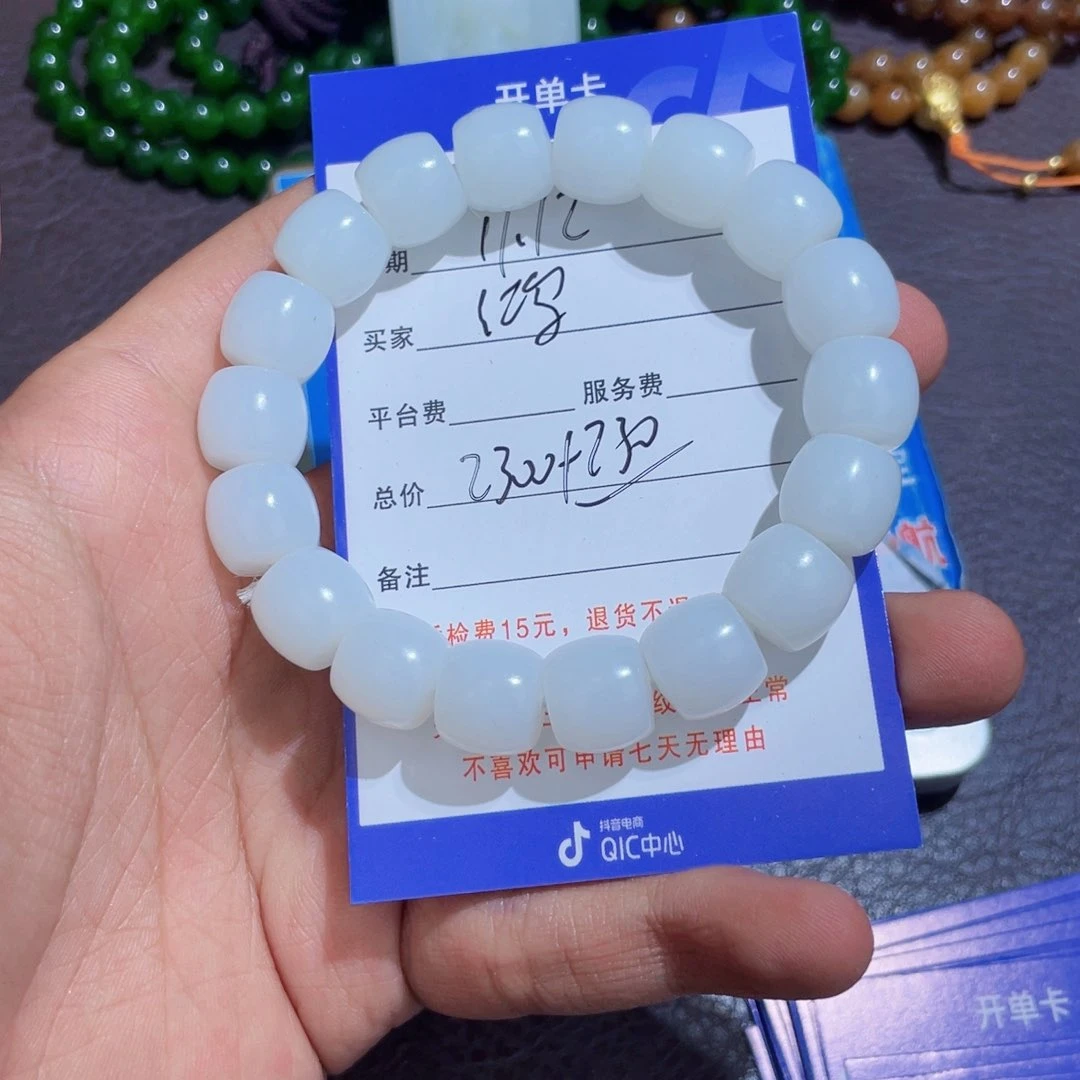 开单卡
期 11.12
买家
平台费 服务费
总价 2300+230
备注
检费15元，退货不退
常
不喜欢可申请七天无理由
抖音电商
QIC中心
开单卡